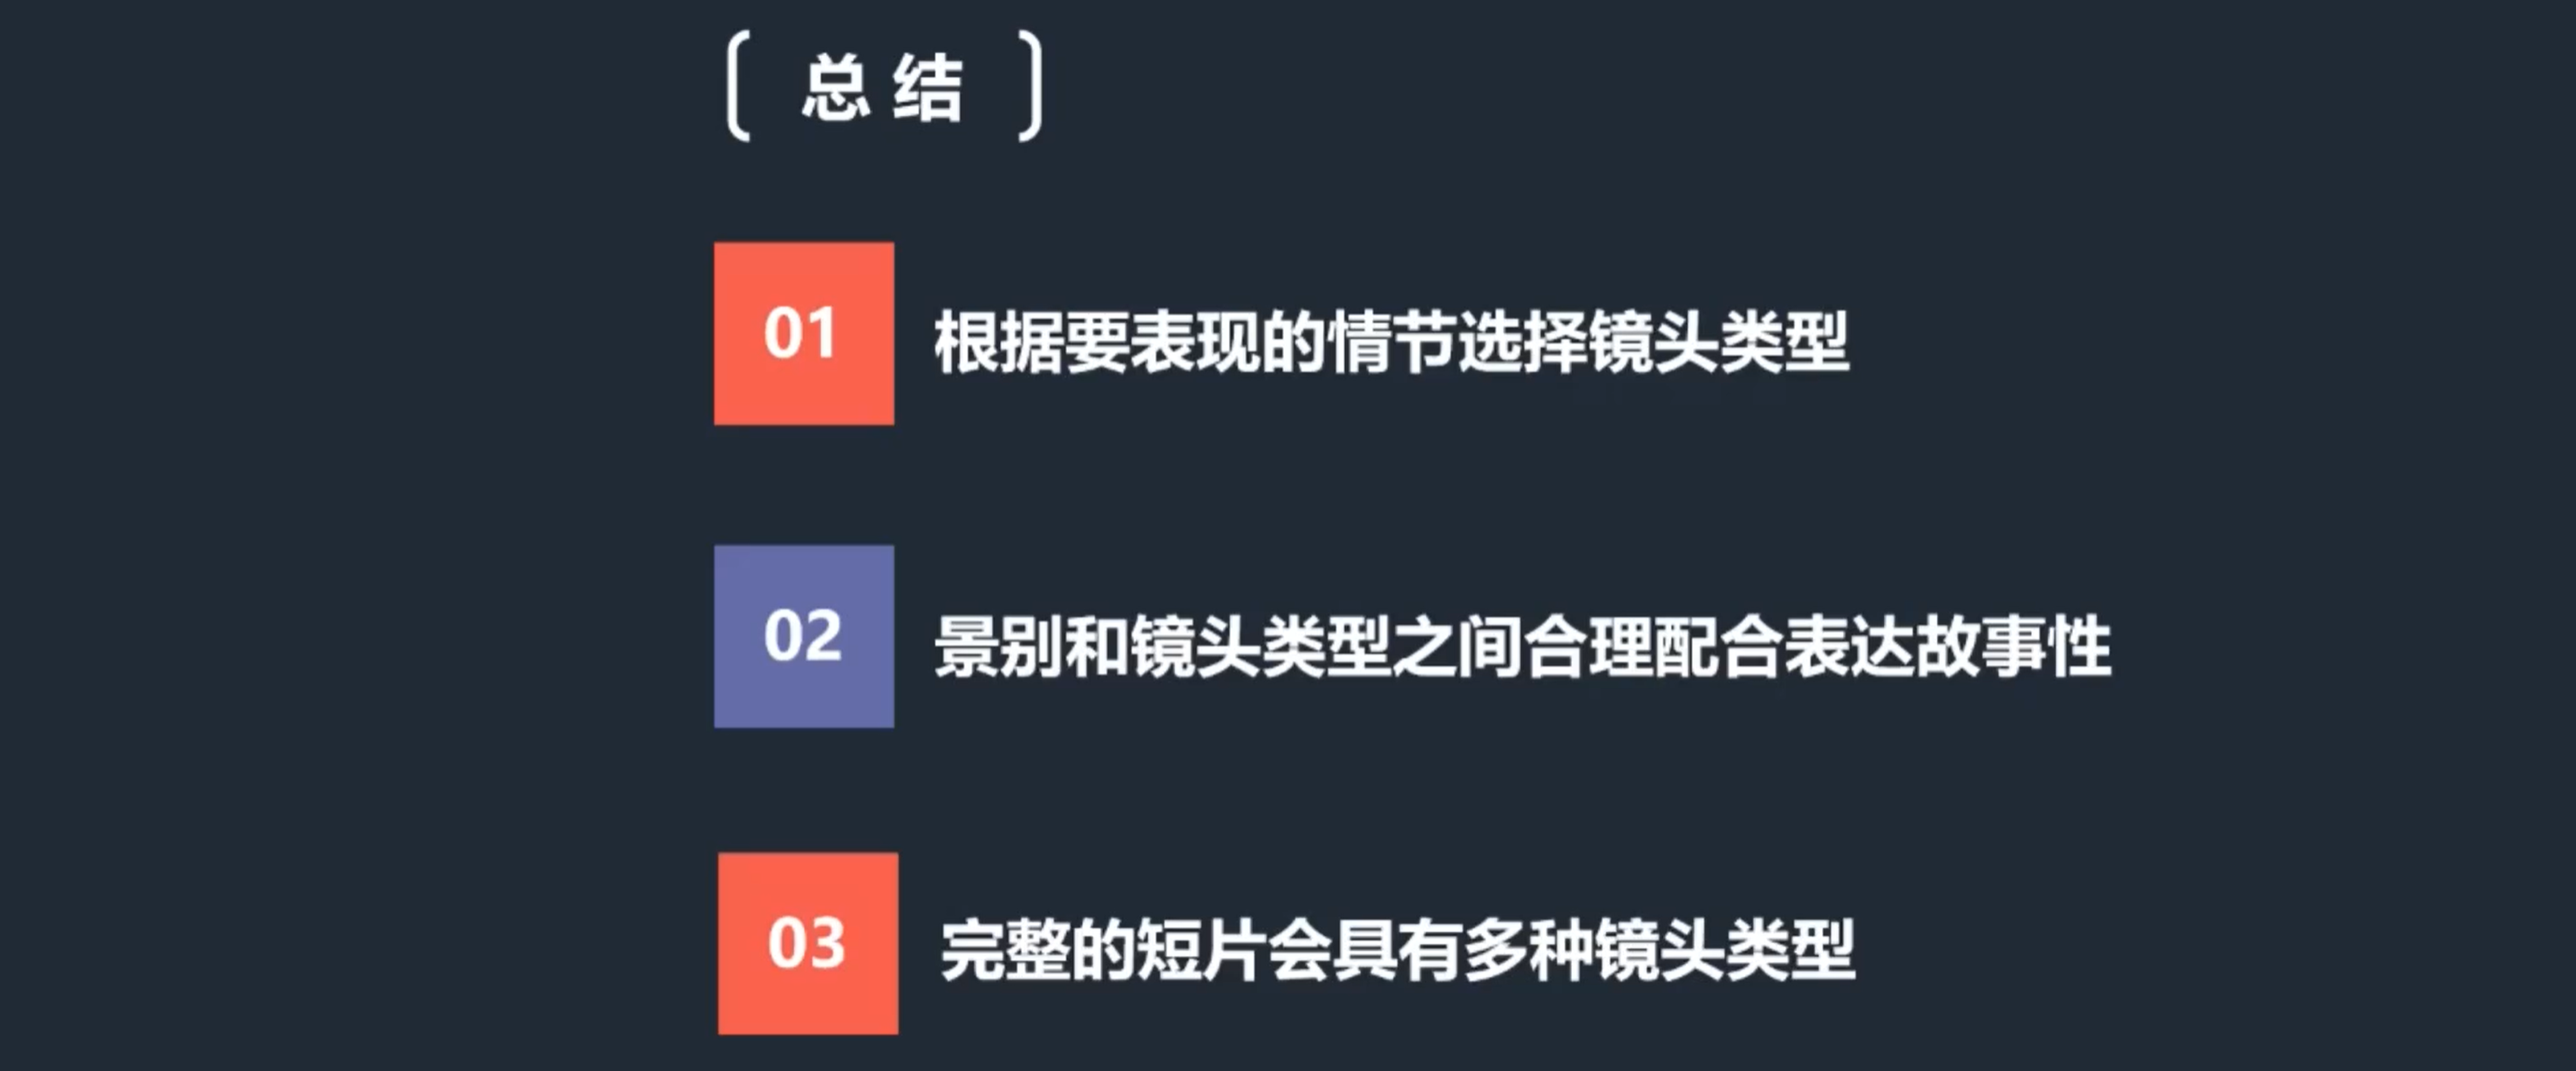 总结
01 根据要表现的情节选择镜头类型
02 景别和镜头类型之间合理配合表达故事性
03 完整的短片会具有多种镜头类型